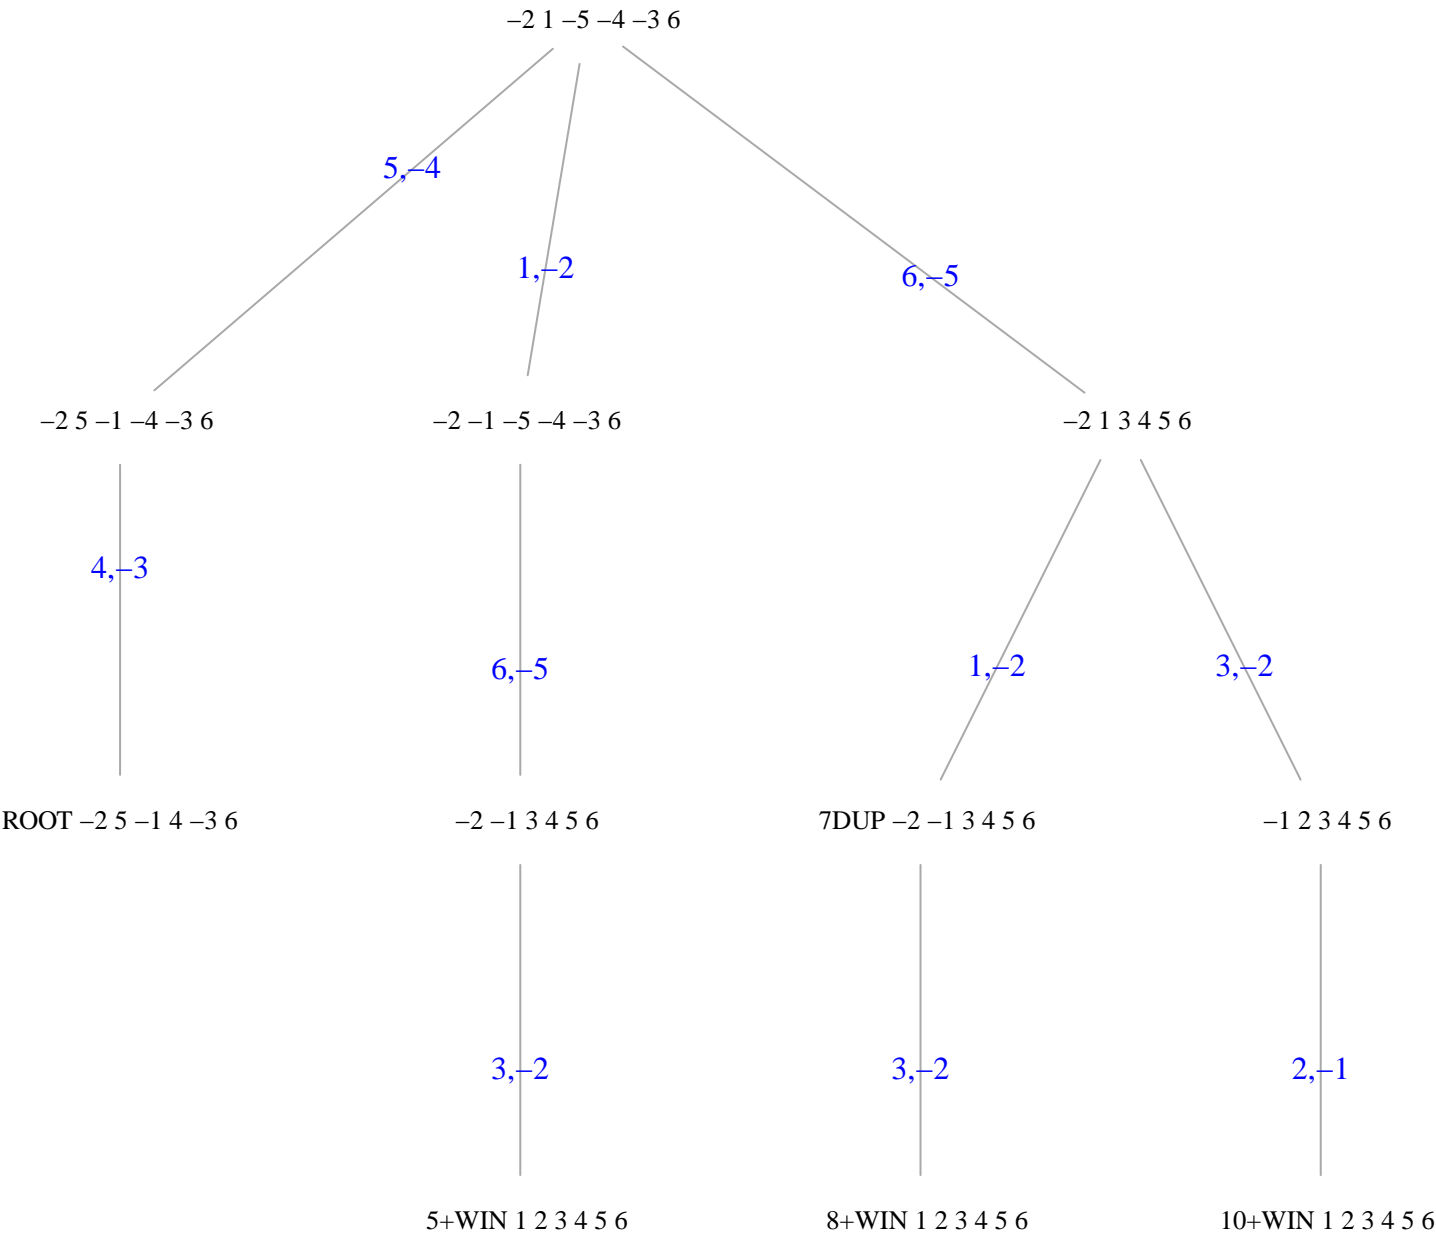 –2 1 –5 –4 –3 6
5,–4
1,–2
6,–5
–2 5 –1 –4 –3 6
–2 –1 –5 –4 –3 6
–2 1 3 4 5 6
4,–3
6,–5
1,–2
3,–2
ROOT –2 5 –1 4 –3 6
–2 –1 3 4 5 6
7DUP –2 –1 3 4 5 6
–1 2 3 4 5 6
3,–2
3,–2
2,–1
5+WIN 1 2 3 4 5 6
8+WIN 1 2 3 4 5 6
10+WIN 1 2 3 4 5 6